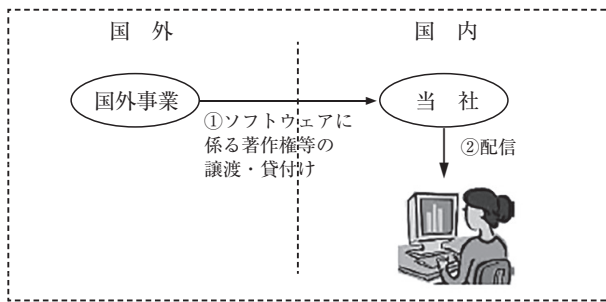 国 外
国 内
国外事業
当 社
①ソフトウェアに
係る著作権等の
譲渡・貸付け
②配信